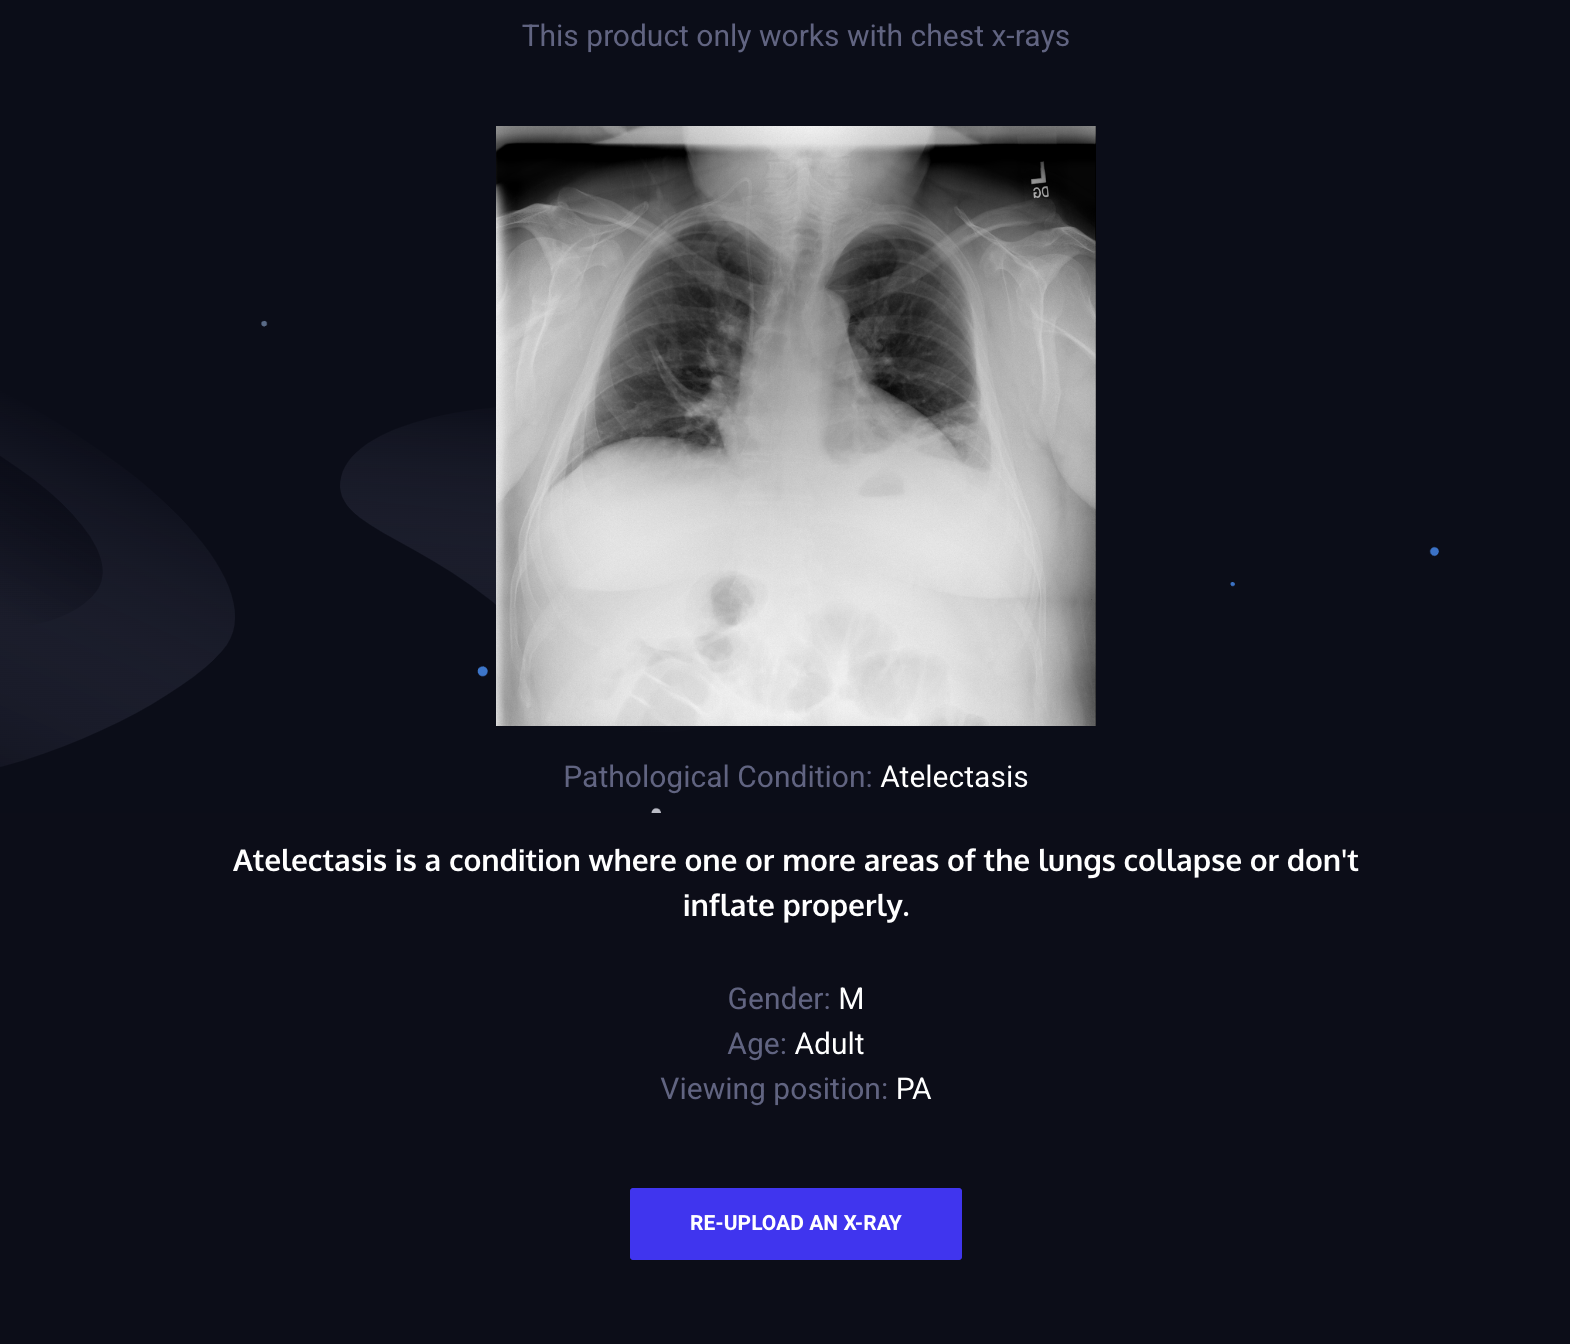 This product only works with chest x-rays
L
DG
Pathological Condition: Atelectasis
Atelectasis is a condition where one or more areas of the lungs collapse or don't
inflate properly.
Gender: M
Age: Adult
Viewing position: PA
RE-UPLOAD AN X-RAY